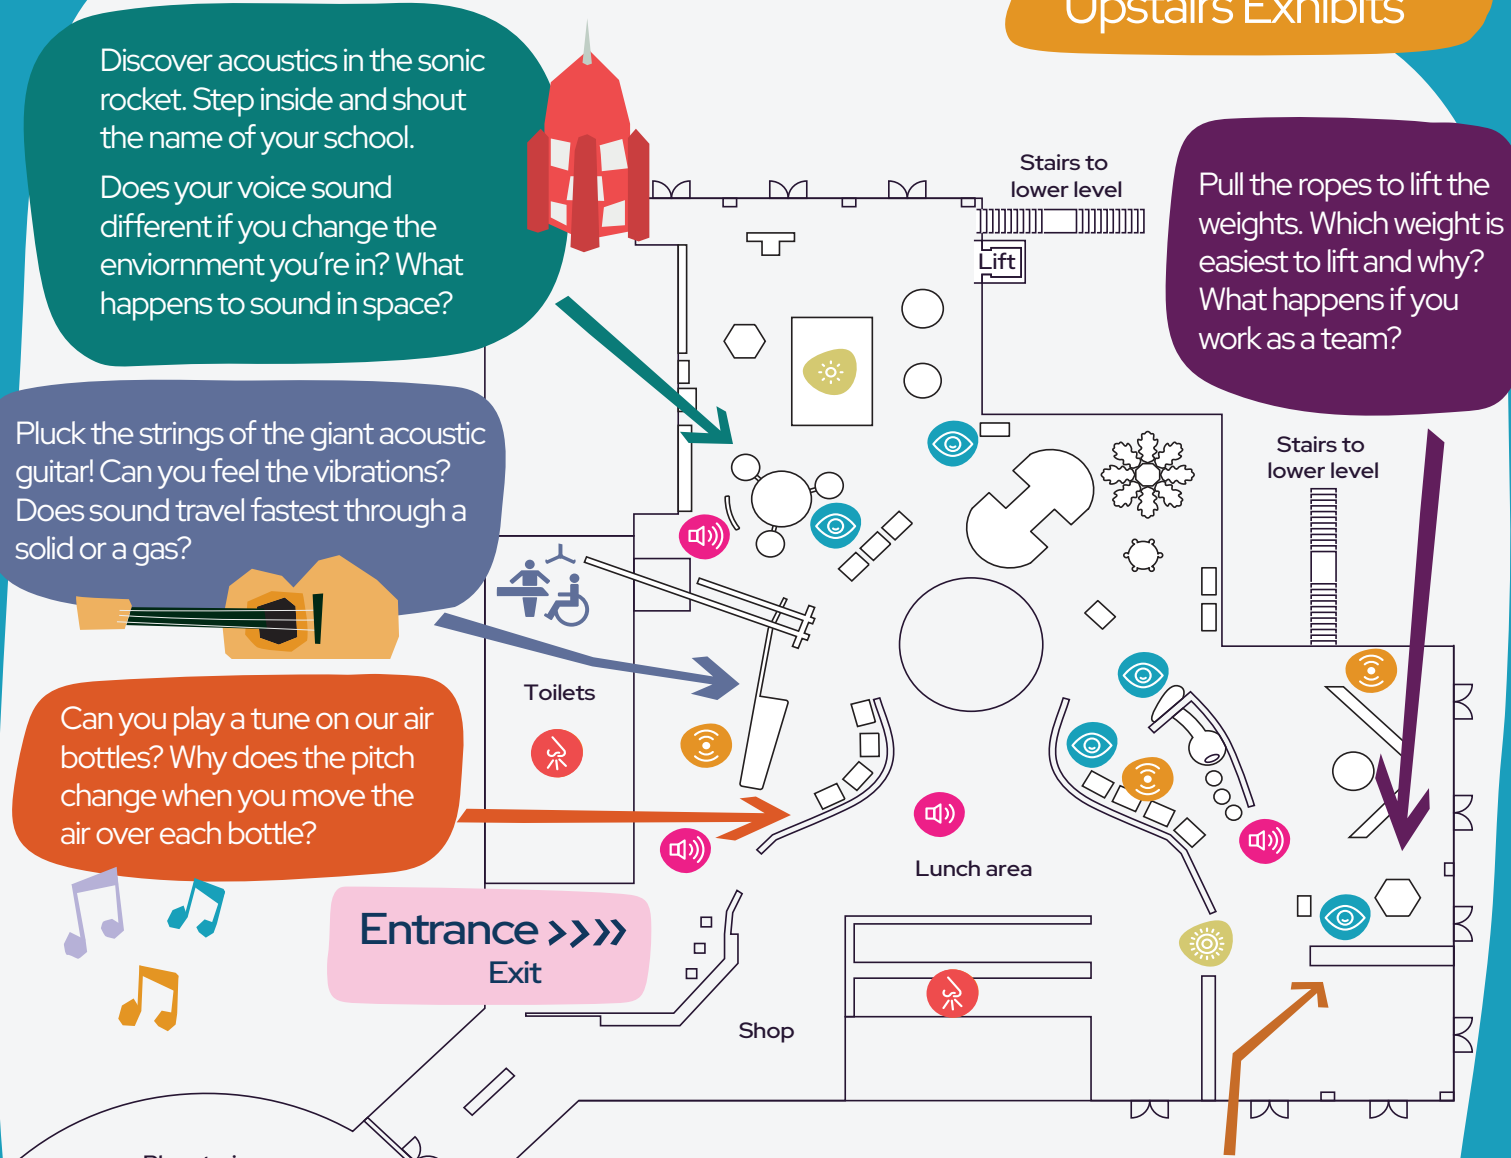 Upstairs Exhibits
Discover acoustics in the sonic
rocket. Step inside and shout
the name of your school.
Does your voice sound
different if you change the
enviornment you're in? What
happens to sound in space?
Stairs to
lower level
Lift
Pull the ropes to lift the
weights. Which weight is
easiest to lift and why?
What happens if you
work as a team?
Pluck the strings of the giant acoustic
guitar! Can you feel the vibrations?
Does sound travel fastest through a
solid or a gas?
Stairs to
lower level
Toilets
Can you play a tune on our air
bottles? Why does the pitch
change when you move the
air over each bottle?
Lunch area
Entrance >>>>
Exit
Shop